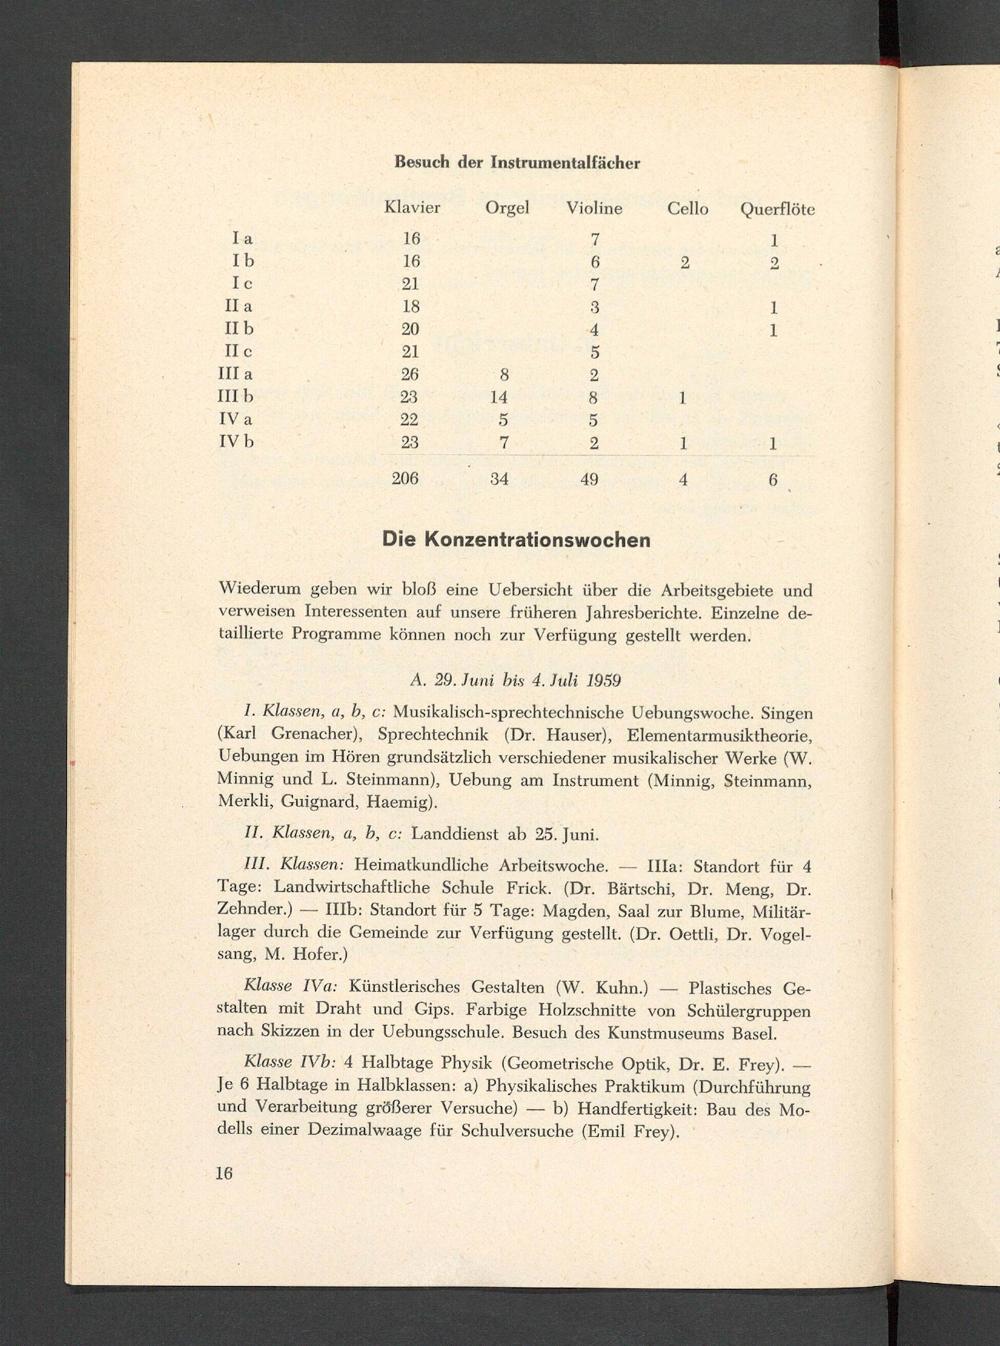 Besuch der Instrumentalfächer
Klavier Orgel Violine Cello Querflöte
I a 16 7 1
I b 16 6 2 2
I c 21 7
II a 18 3 1
II b 20 4 1
II c 21 5
III a 26 8 2
III b 23 14 8 1
IV a 22 5 5
IV b 23 7 2 1 1
206 34 49 4 6
Die Konzentrationswochen
Wiederum geben wir bloß eine Uebersicht über die Arbeitsgebiete und
verweisen Interessenten auf unsere früheren Jahresberichte. Einzelne de-
taillierte Programme können noch zur Verfügung gestellt werden.
A. 29. Juni bis 4. Juli 1959
I. Klassen, a, b, c: Musikalisch-sprechtechnische Uebungswoche. Singen
(Karl Grenacher), Sprechtechnik (Dr. Hauser), Elementarmusiktheorie,
Uebungen im Hören grundsätzlich verschiedener musikalischer Werke (W.
Minnig und L. Steinmann), Uebung am Instrument (Minnig, Steinmann,
Merkli, Guignard, Haemig).
II. Klassen, a, b, c: Landdienst ab 25. Juni.
III. Klassen: Heimatkundliche Arbeitswoche. — IIIa: Standort für 4
Tage: Landwirtschaftliche Schule Frick. (Dr. Bärtschi, Dr. Meng, Dr.
Zehnder.) — IIIb: Standort für 5 Tage: Magden, Saal zur Blume, Militär-
lager durch die Gemeinde zur Verfügung gestellt. (Dr. Oettli, Dr. Vogel-
sang, M. Hofer.)
Klasse IVa: Künstlerisches Gestalten (W. Kuhn.) — Plastisches Ge-
stalten mit Draht und Gips. Farbige Holzschnitte von Schülergruppen
nach Skizzen in der Uebungsschule. Besuch des Kunstmuseums Basel.
Klasse IVb: 4 Halbtage Physik (Geometrische Optik, Dr. E. Frey). —
Je 6 Halbtage in Halbklassen: a) Physikalisches Praktikum (Durchführung
und Verarbeitung größerer Versuche) — b) Handfertigkeit: Bau des Mo-
dells einer Dezimalwaage für Schulversuche (Emil Frey).
16